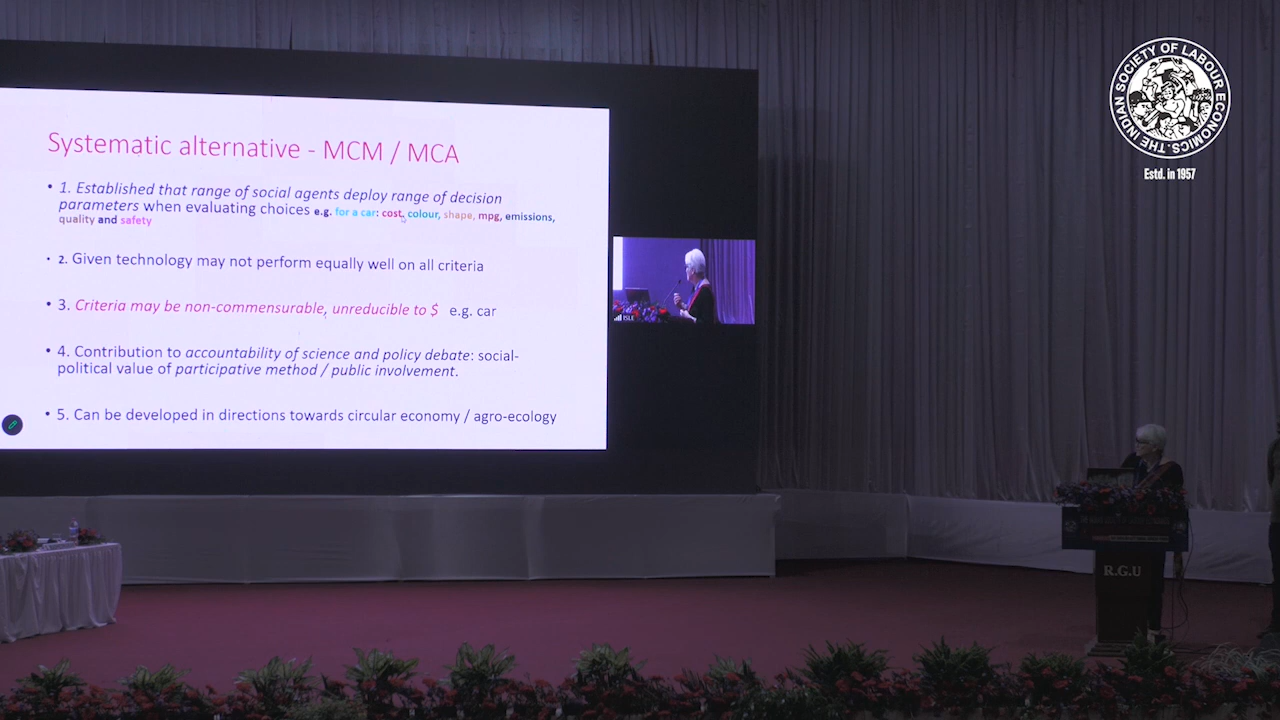 Systematic alternative - MCM / MCA
• 1. Established that range of social agents deploy range of decision
parameters when evaluating choices e.g. for a car: cost, colour, shape, mpg, emissions,
quality and safety
• 2. Given technology may not perform equally well on all criteria
• 3. Criteria may be non-commensurable, unreducible to $ e.g. car
• 4. Contribution to accountability of science and policy debate: social-
political value of participative method / public involvement.
• 5. Can be developed in directions towards circular economy / agro-ecology
ISLE
THE INDIAN SOCIETY OF LABOUR ECONOMICS.
Estd. in 1957
R.G.U